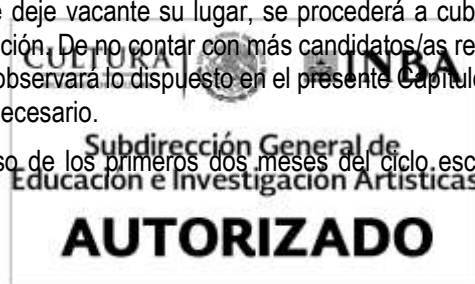 deje vacante su lugar, se procederá a cub
ción. De no contar con más candidatos/as re
CULTURA INBA
observará lo dispuesto en el presente Capítulo
ecesario.
Subdirección General de
so de los primeros dos meses del ciclo esc
Educación e Investigación Artísticas
AUTORIZADO